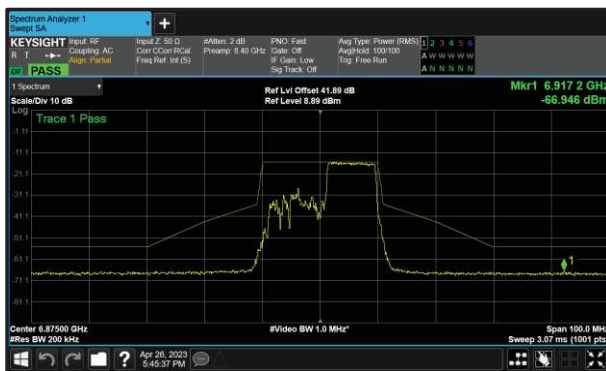 Spectrum Analyzer 1
Swept SA
KEYSIGHT
R T
PASS
Input: RF
Coupling: AC
Align: Partial
Input Z: 50 Ω
Corr CCorr RCal
Freq Ref: Int (S)
#Atten: 2 dB
Preamp: 8.40 GHz
PNO: Fast
Gate: Off
IF Gain: Low
Sig Track: Off
Avg Type: Power (RMS)
Avg|Hold: 100/100
Trig: Free Run
1 2 3 4 5 6
A W W W W W
A N N N N N
1 Spectrum
Scale/Div 10 dB
Ref Lvl Offset 41.89 dB
Ref Level 8.89 dBm
Mkr1 6.917 2 GHz
-66.946 dBm
Log
Trace 1 Pass
-1.11
-11.1
-21.1
-31.1
-41.1
-51.1
-61.1
-71.1
-81.1
1
Center 6.87500 GHz
#Res BW 200 kHz
#Video BW 1.0 MHz*
Span 100.0 MHz
Sweep 3.07 ms (1001 pts)
?
Apr 26, 2023
5:45:37 PM